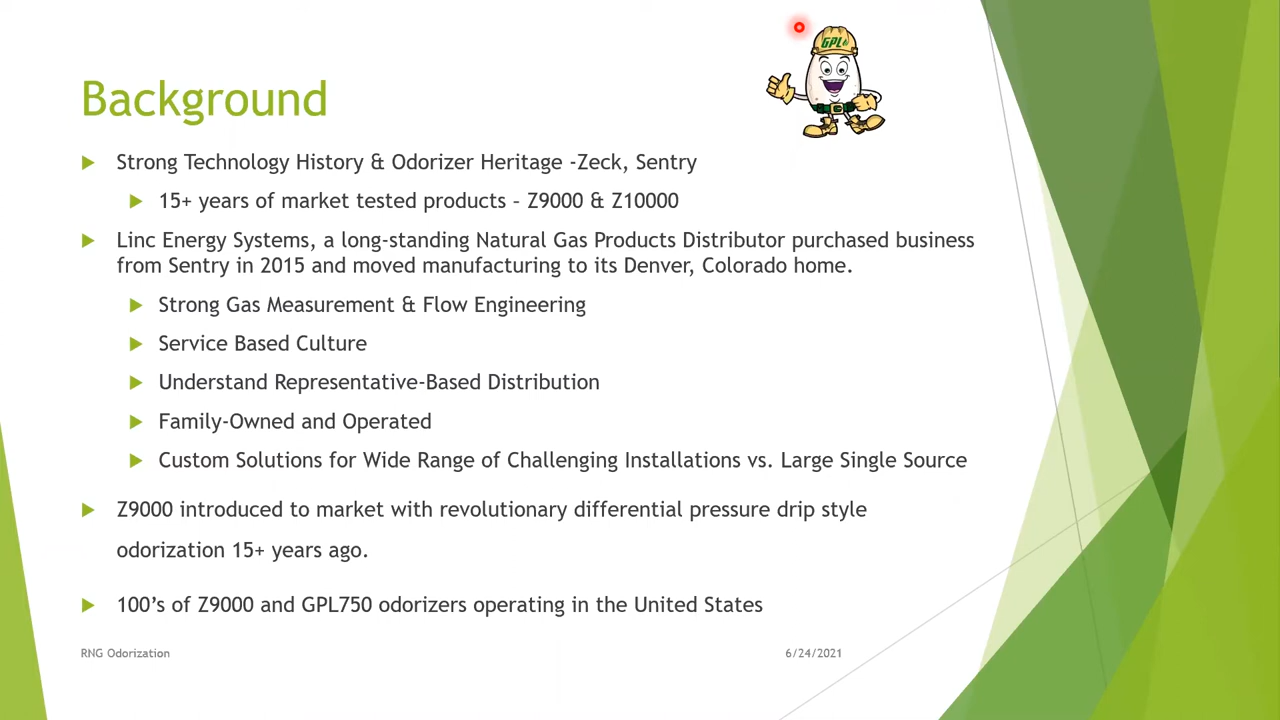 GPL
Background
Strong Technology History & Odorizer Heritage -Zeck, Sentry
15+ years of market tested products – Z9000 & Z10000
Linc Energy Systems, a long-standing Natural Gas Products Distributor purchased business
from Sentry in 2015 and moved manufacturing to its Denver, Colorado home.
Strong Gas Measurement & Flow Engineering
Service Based Culture
Understand Representative-Based Distribution
Family-Owned and Operated
Custom Solutions for Wide Range of Challenging Installations vs. Large Single Source
Z9000 introduced to market with revolutionary differential pressure drip style
odorization 15+ years ago.
100’s of Z9000 and GPL750 odorizers operating in the United States
RNG Odorization
6/24/2021